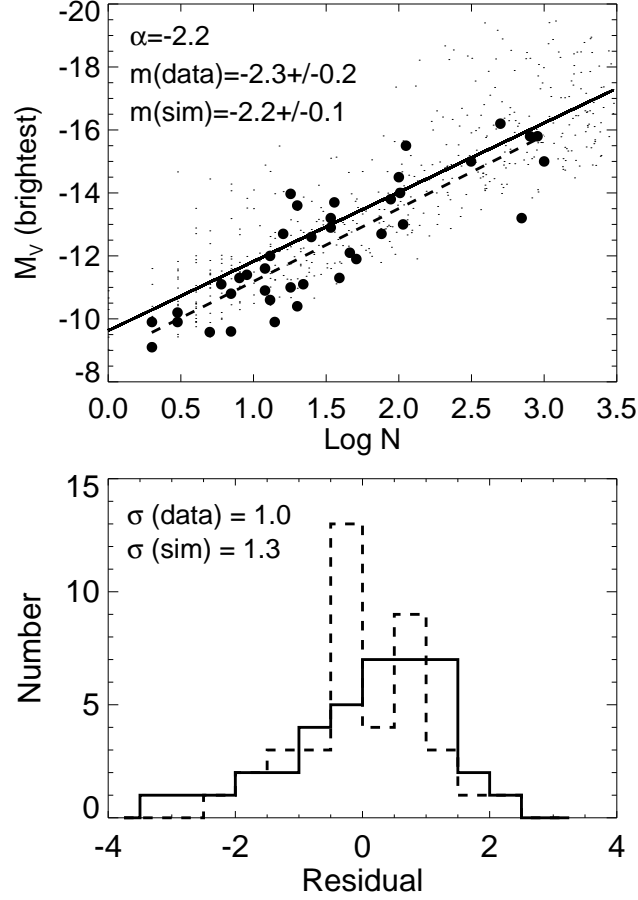 -20
-18
-16
-14
-12
-10
-8
M_V (brightest)
α=-2.2
m(data)=-2.3+/-0.2
m(sim)=-2.2+/-0.1
0.0 0.5 1.0 1.5 2.0 2.5 3.0 3.5
Log N
15
10
5
0
Number
σ (data) = 1.0
σ (sim) = 1.3
-4 -2 0 2 4
Residual